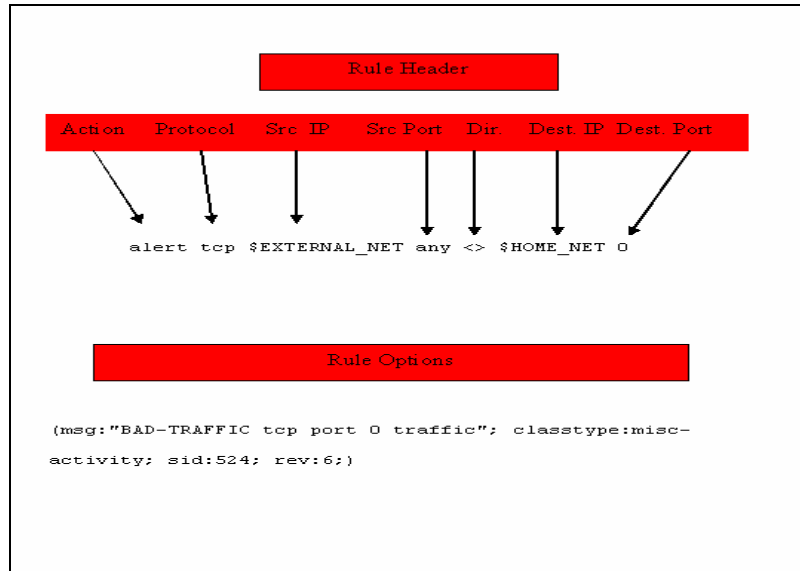 Rule Header
Action Protocol Src IP Src Port Dir. Dest. IP Dest. Port
alert tcp $EXTERNAL_NET any <> $HOME_NET 0
Rule Options
(msg:"BAD-TRAFFIC tcp port 0 traffic"; classtype:misc-
activity; sid:524; rev:6;)